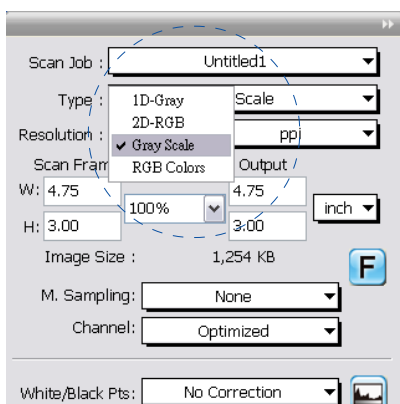 Scan Job : Untitled1
Type : Scale
1D-Gray
2D-RGB
✔ Gray Scale
RGB Colors
Resolution : ppi
Scan Fram Output
W: 4.75 4.75
100% inch
H: 3.00 3.00
Image Size : 1,254 KB
F
M. Sampling: None
Channel: Optimized
White/Black Pts: No Correction